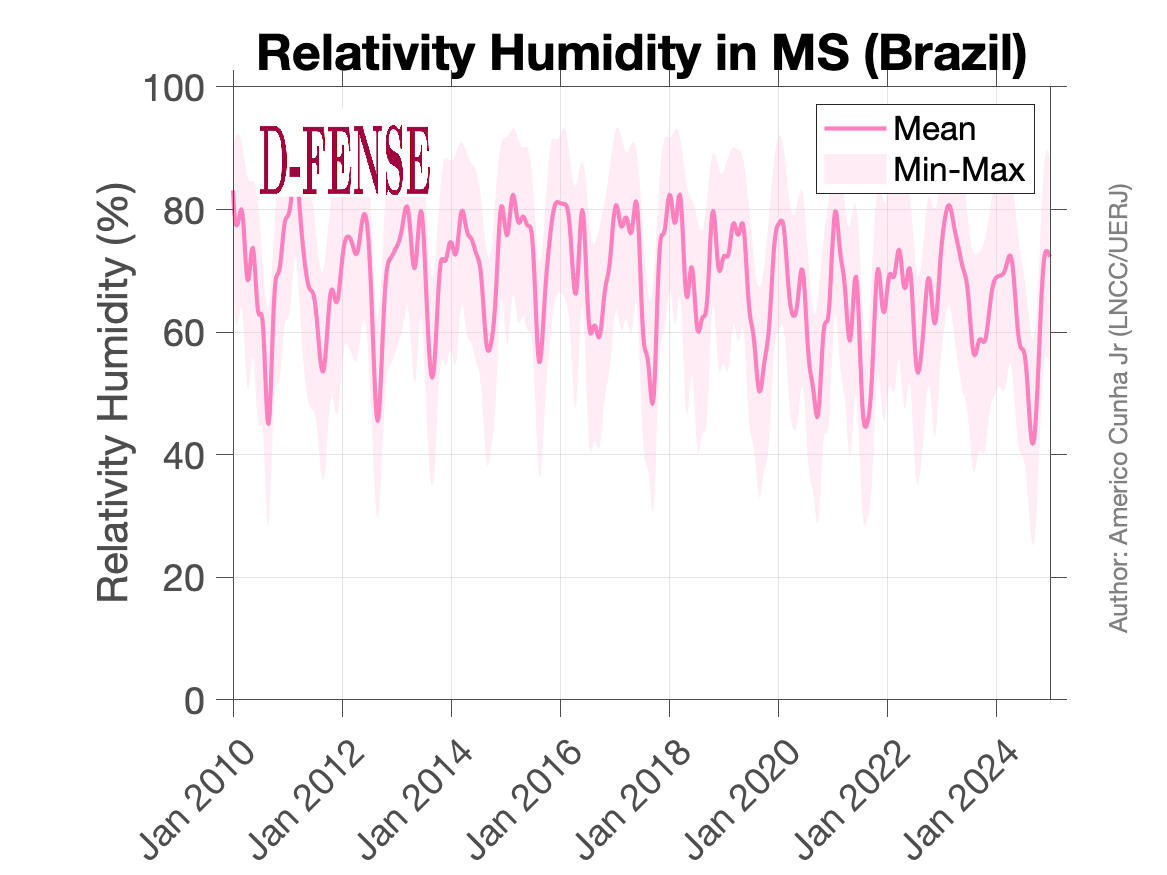 Relativity Humidity in MS (Brazil)
100
80
60
40
20
0
Relativity Humidity (%)
D-FENSE
Mean
Min-Max
Jan 2010
Jan 2012
Jan 2014
Jan 2016
Jan 2018
Jan 2020
Jan 2022
Jan 2024
Author: Americo Cunha Jr (LNCC/UERJ)